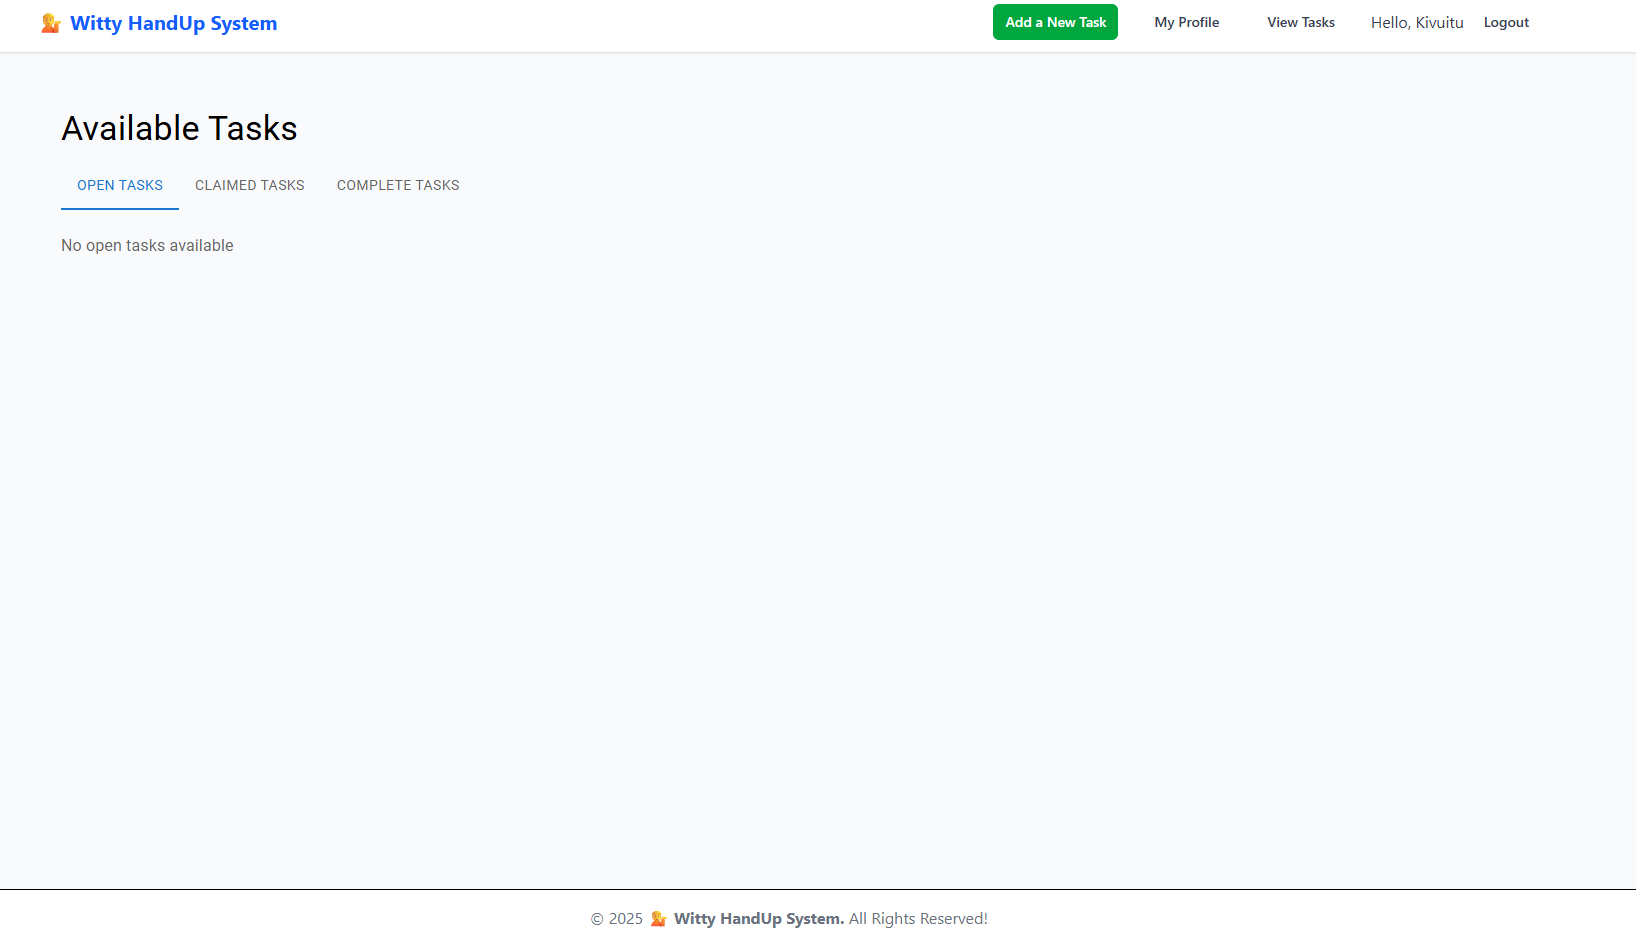 Witty HandUp System Add a New Task My Profile View Tasks Hello, Kivuitu Logout
Available Tasks
OPEN TASKS CLAIMED TASKS COMPLETE TASKS
No open tasks available
© 2025 Witty HandUp System. All Rights Reserved!